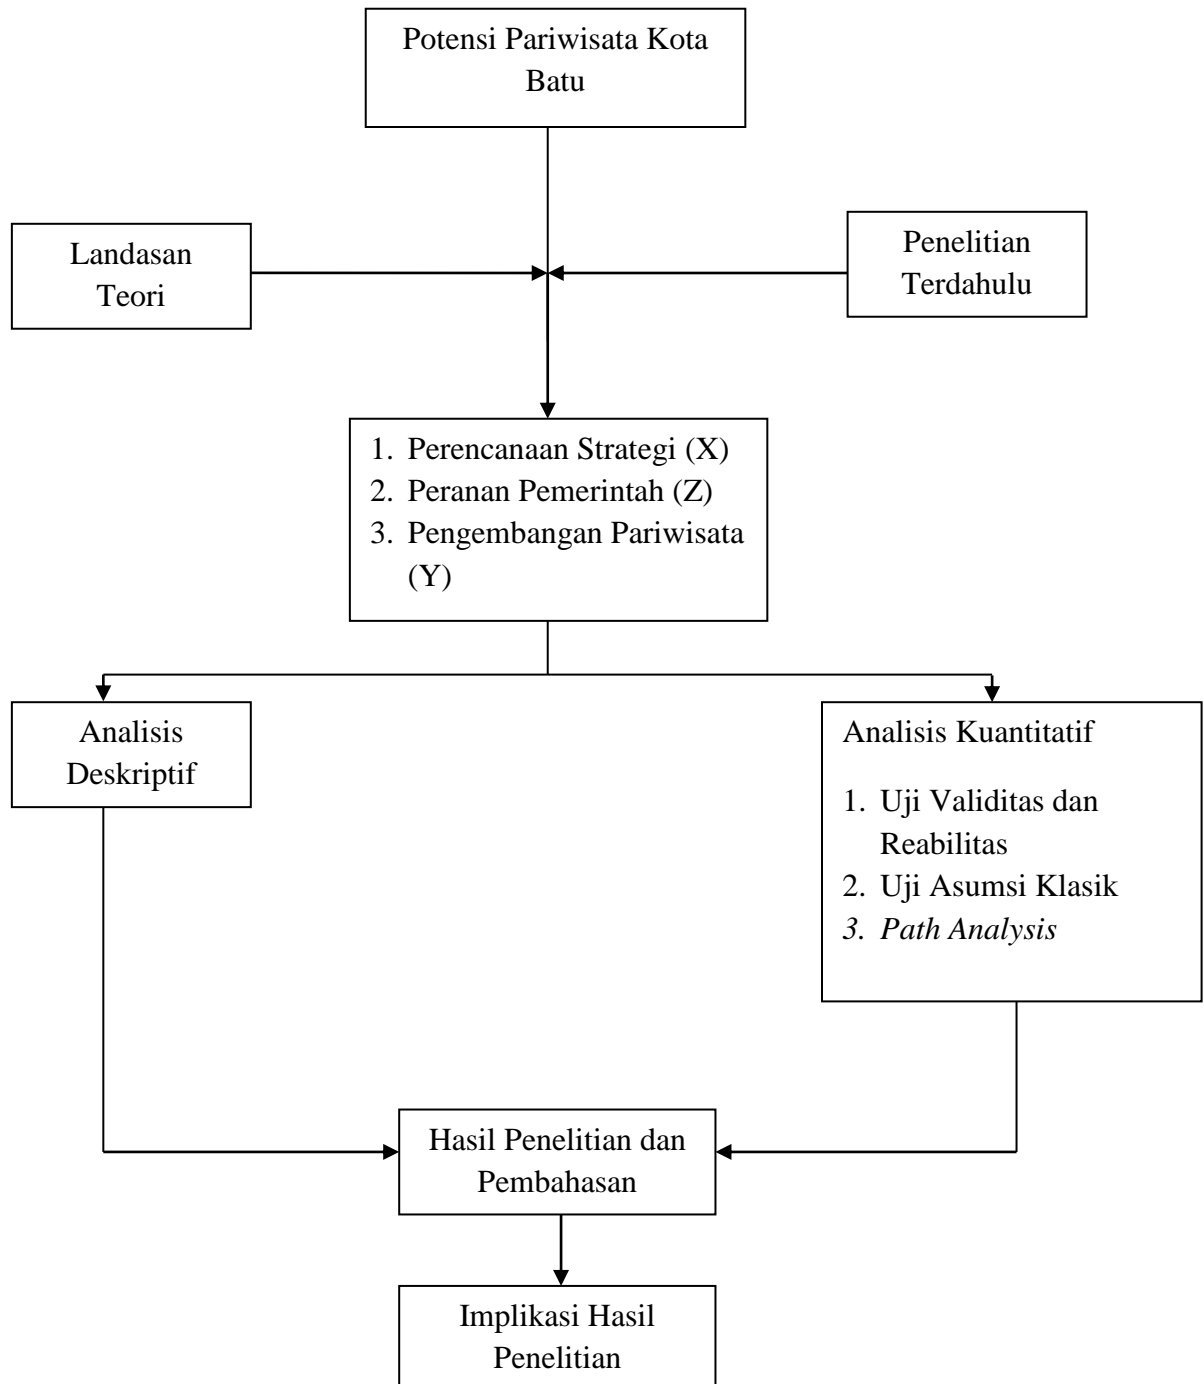 Potensi Pariwisata Kota
Batu
Landasan
Teori
Penelitian
Terdahulu
1. Perencanaan Strategi (X)
2. Peranan Pemerintah (Z)
3. Pengembangan Pariwisata
(Y)
Analisis
Deskriptif
Analisis Kuantitatif
1. Uji Validitas dan
Reabilitas
2. Uji Asumsi Klasik
3. Path Analysis
Hasil Penelitian dan
Pembahasan
Implikasi Hasil
Penelitian